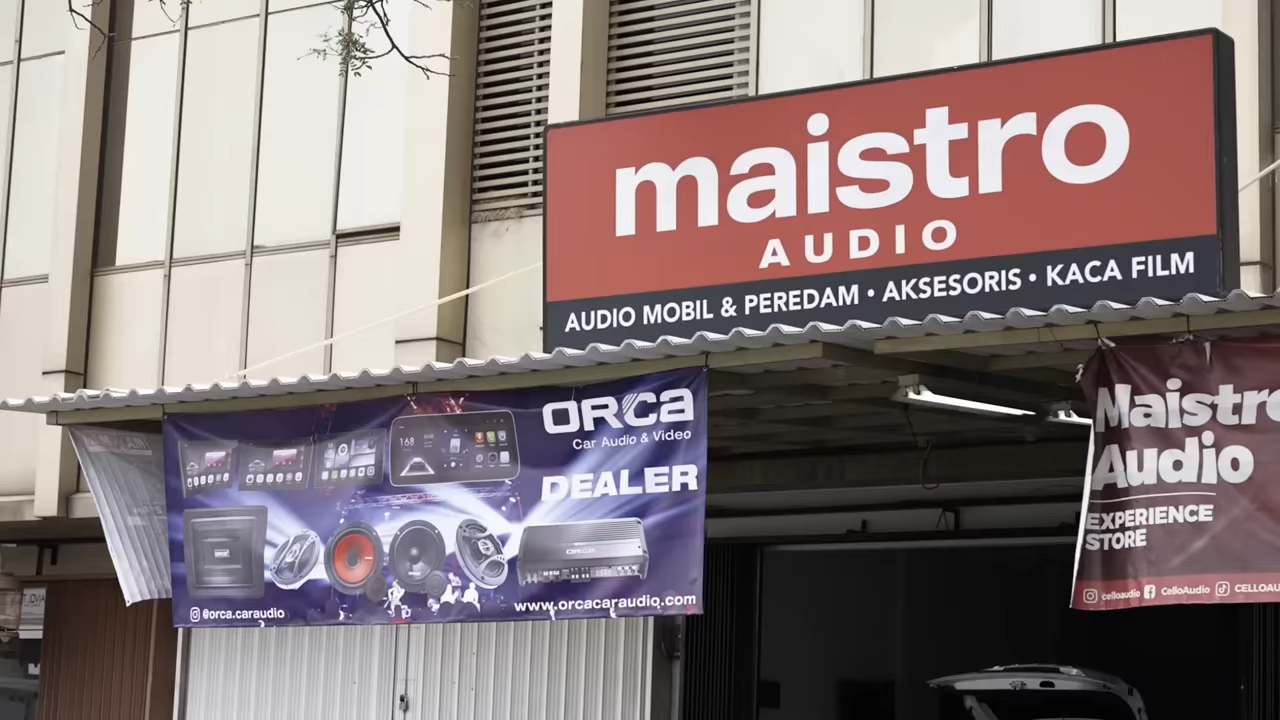 maistro
AUDIO
AUDIO MOBIL & PEREDAM • AKSESORIS • KACA FILM
ORCA
Car Audio & Video
DEALER
168
ORCA
@orca.caraudio
www.orcacaraudio.com
Maistro
Audio
EXPERIENCE
STORE
celloaudio CelloAudio CELLOAU